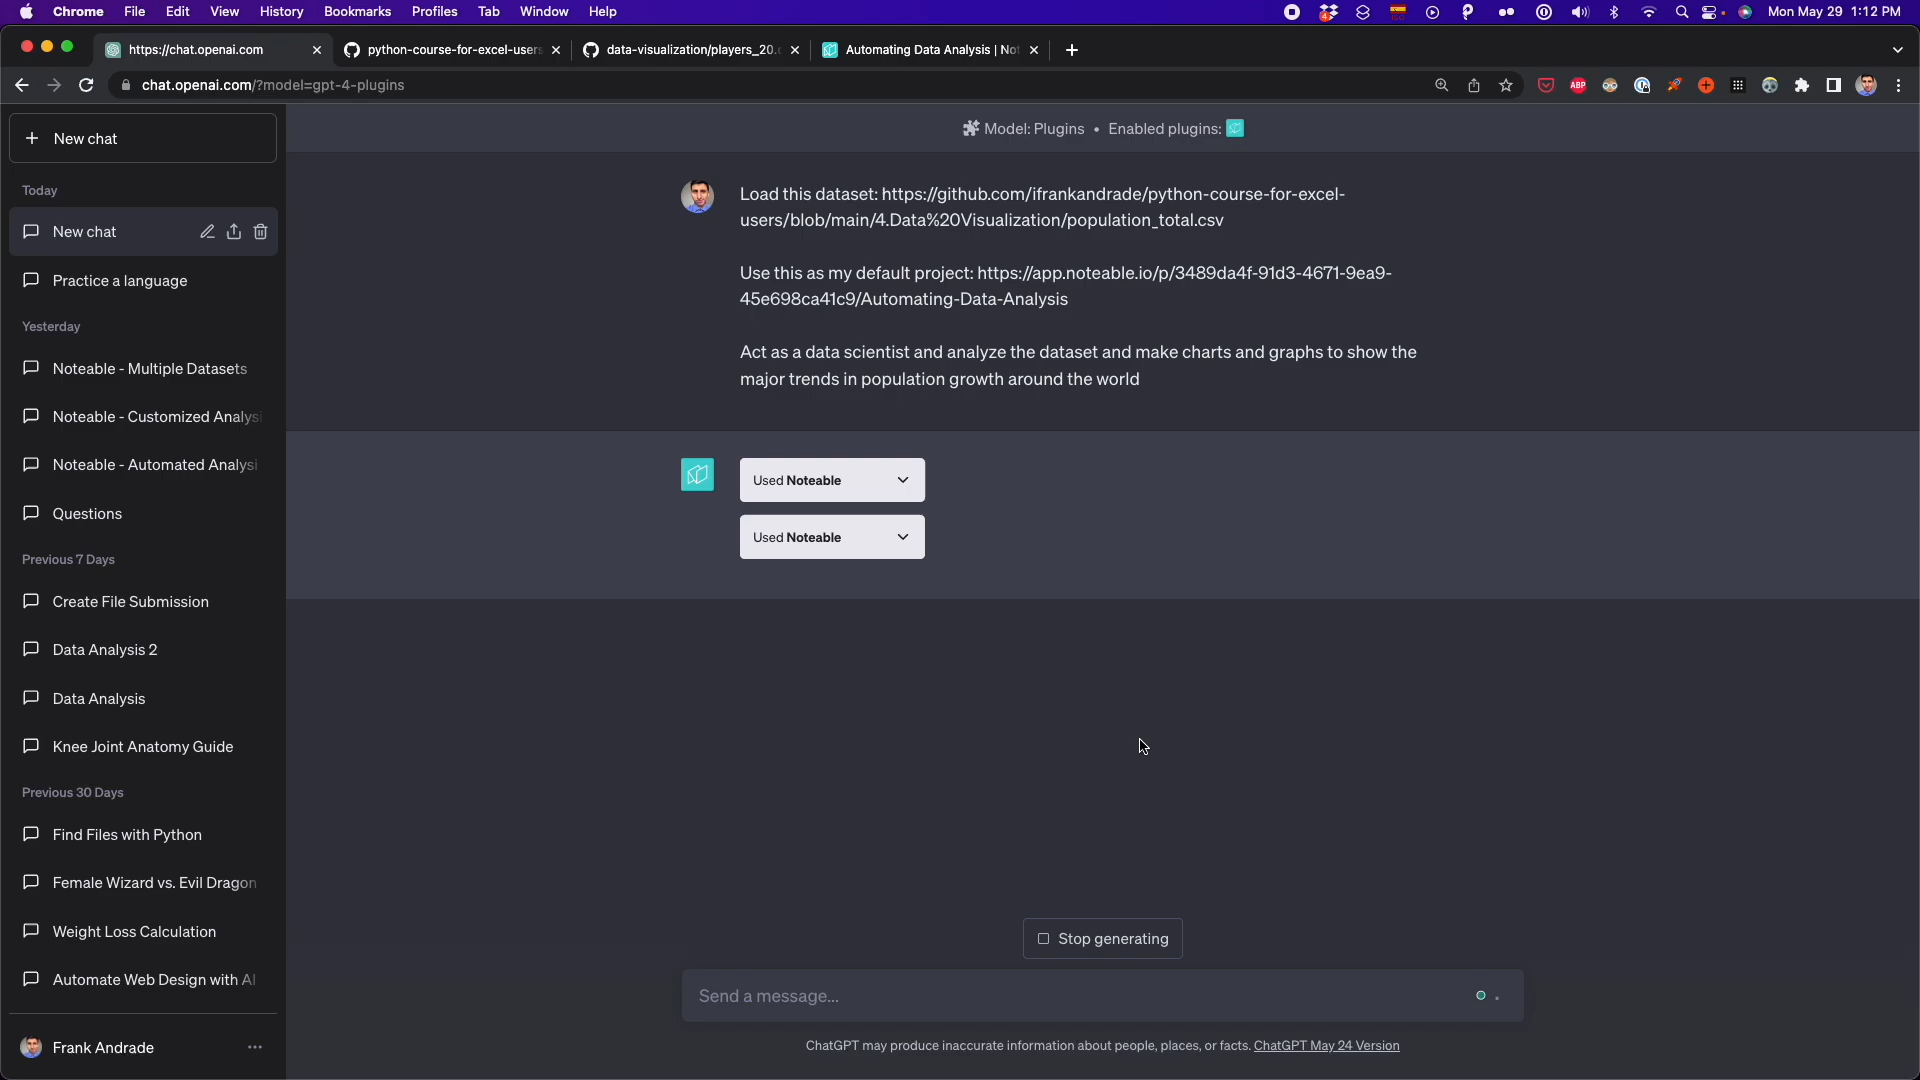 Chrome File Edit View History Bookmarks Profiles Tab Window Help Mon May 29 1:12 PM
https://chat.openai.com python-course-for-excel-users data-visualization/players_20.c Automating Data Analysis | Not
chat.openai.com/?model=gpt-4-plugins ABP
New chat
Model: Plugins • Enabled plugins:
Today
New chat
Practice a language
Yesterday
Noteable - Multiple Datasets
Noteable - Customized Analysi
Noteable - Automated Analysi
Questions
Previous 7 Days
Create File Submission
Data Analysis 2
Data Analysis
Knee Joint Anatomy Guide
Previous 30 Days
Find Files with Python
Female Wizard vs. Evil Dragon
Weight Loss Calculation
Automate Web Design with AI
Frank Andrade
Load this dataset: https://github.com/ifrankandrade/python-course-for-excel-
users/blob/main/4.Data%20Visualization/population_total.csv
Use this as my default project: https://app.noteable.io/p/3489da4f-91d3-4671-9ea9-
45e698ca41c9/Automating-Data-Analysis
Act as a data scientist and analyze the dataset and make charts and graphs to show the
major trends in population growth around the world
Used Noteable
Used Noteable
Stop generating
Send a message...
ChatGPT may produce inaccurate information about people, places, or facts. ChatGPT May 24 Version